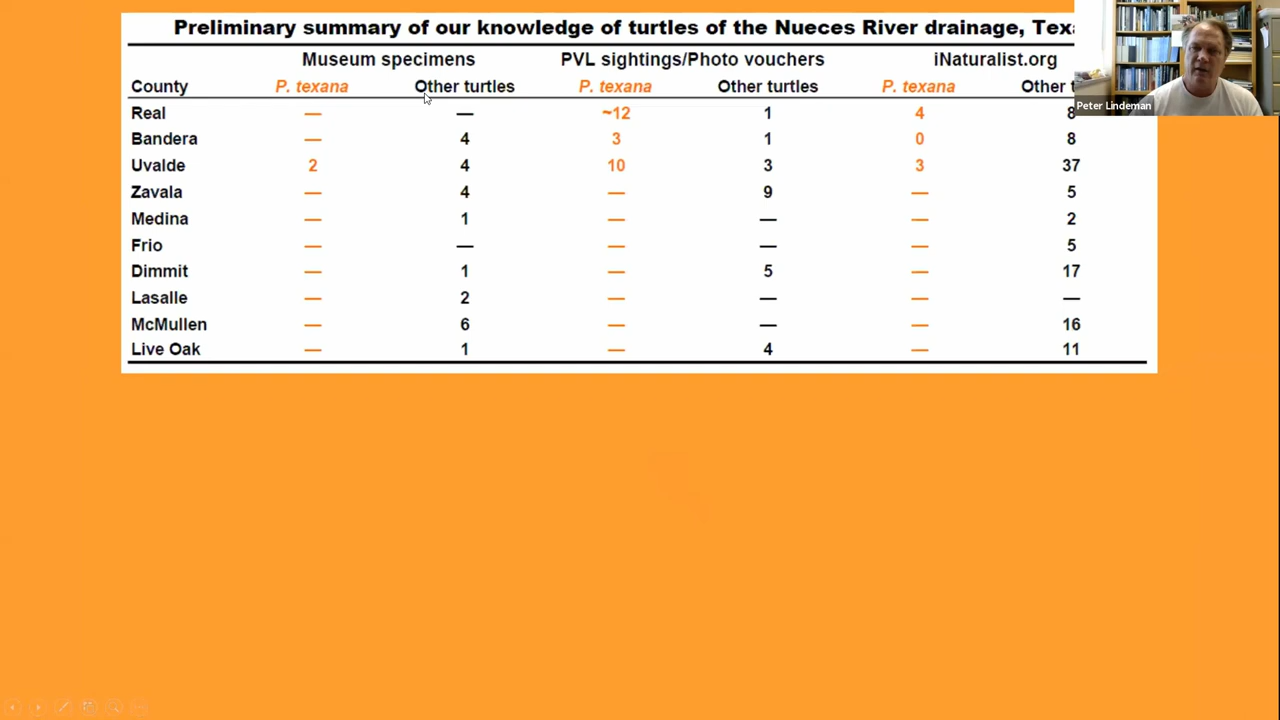 Preliminary summary of our knowledge of turtles of the Nueces River drainage, Texa
Museum specimens PVL sightings/Photo vouchers iNaturalist.org
County P. texana Other turtles P. texana Other turtles P. texana Other t
Real — — ~12 1 4 8
Bandera — 4 3 1 0 8
Uvalde 2 4 10 3 3 37
Zavala — 4 — 9 — 5
Medina — 1 — — — 2
Frio — — — — — 5
Dimmit — 1 — 5 — 17
Lasalle — 2 — — — —
McMullen — 6 — — — 16
Live Oak — 1 — 4 — 11
Peter Lindeman